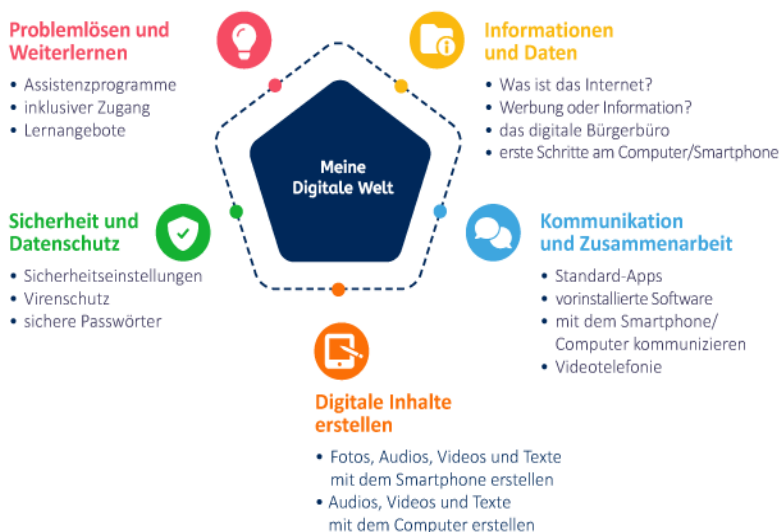 Problemlösen und
Weiterlernen
• Assistenzprogramme
• inklusiver Zugang
• Lernangebote
Informationen
und Daten
• Was ist das Internet?
• Werbung oder Information?
• das digitale Bürgerbüro
• erste Schritte am Computer/Smartphone
Meine
Digitale Welt
Sicherheit und
Datenschutz
• Sicherheitseinstellungen
• Virenschutz
• sichere Passwörter
Kommunikation
und Zusammenarbeit
• Standard-Apps
• vorinstallierte Software
• mit dem Smartphone/
Computer kommunizieren
• Videotelefonie
Digitale Inhalte
erstellen
• Fotos, Audios, Videos und Texte
mit dem Smartphone erstellen
• Audios, Videos und Texte
mit dem Computer erstellen